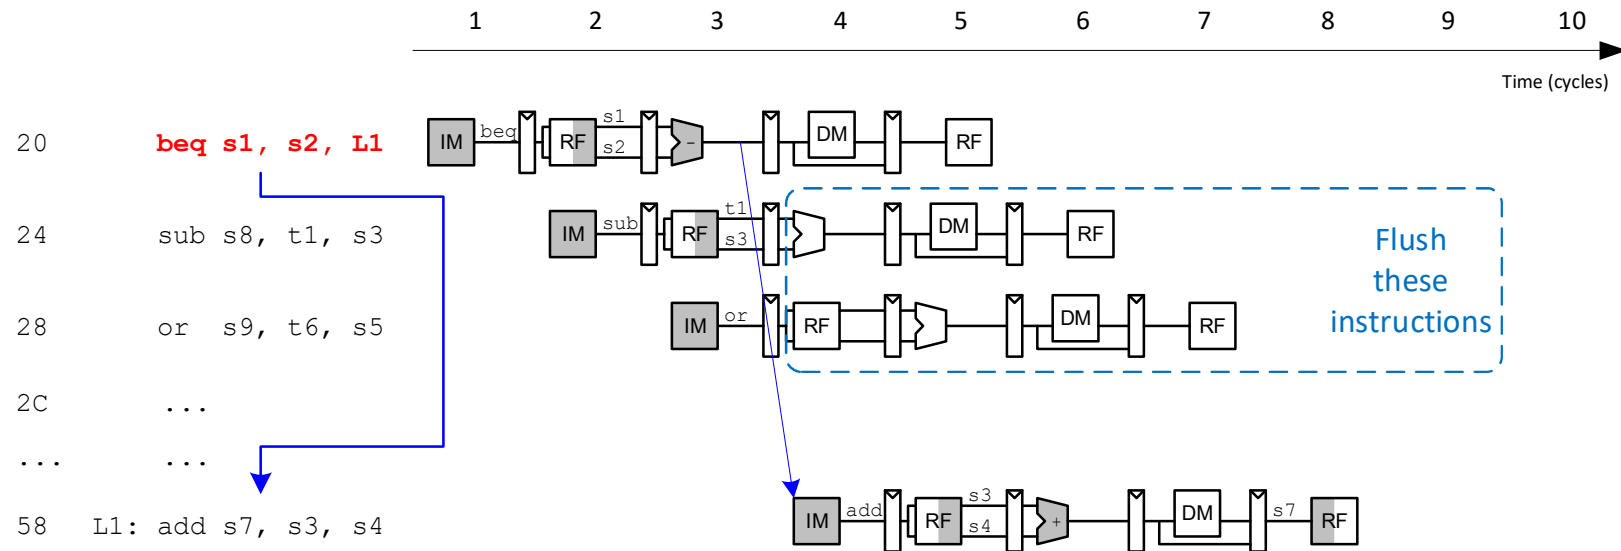 1 2 3 4 5 6 7 8 9 10
Time (cycles)
20 beq s1, s2, L1 IM beq RF s1 s2 - DM RF
24 sub s8, t1, s3 IM sub RF t1 s3 DM RF
28 or s9, t6, s5 IM or RF DM RF
Flush
these
instructions
2C ...
... ...
58 L1: add s7, s3, s4 IM add RF s3 s4 + DM s7 RF